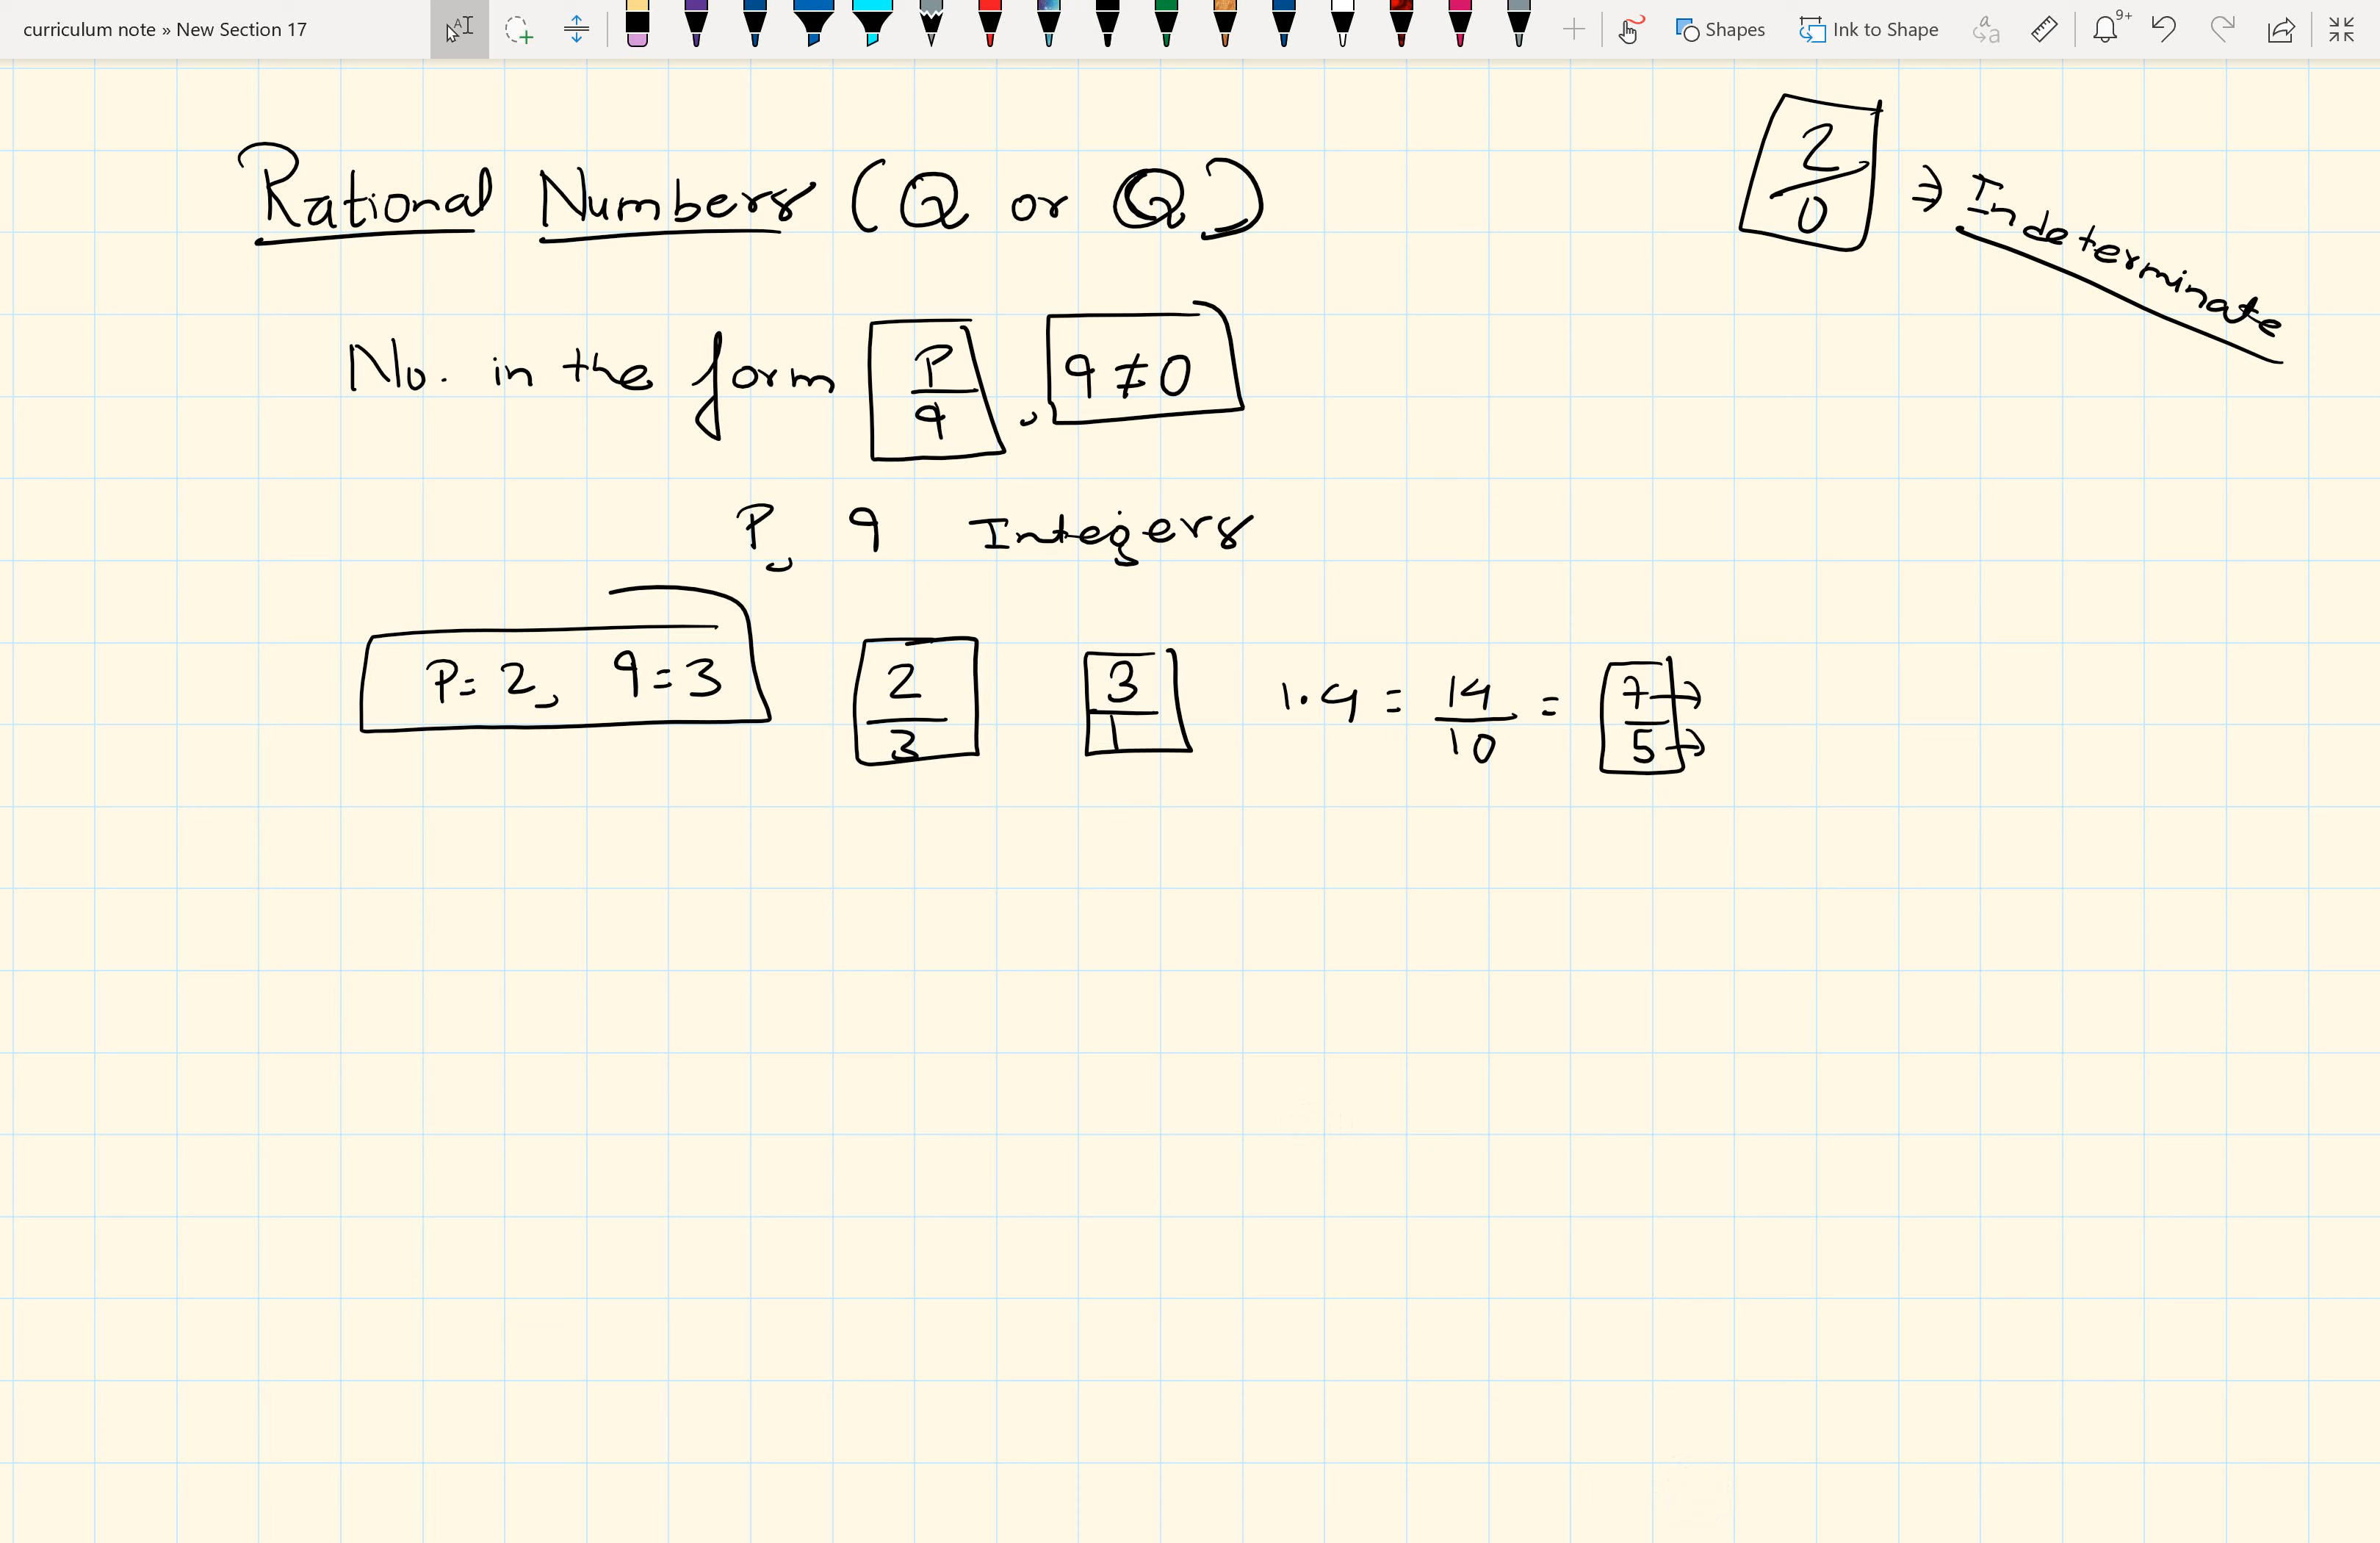 curriculum note » New Section 17
9+
Shapes
Ink to Shape
Rational Numbers (Q or ℚ)
2/0 ⇒ Indeterminate
No. in the form P/q , q ≠ 0
P, q Integers
P = 2, q = 3
2/3
3/1
1.4 = 14/10 = 7/5